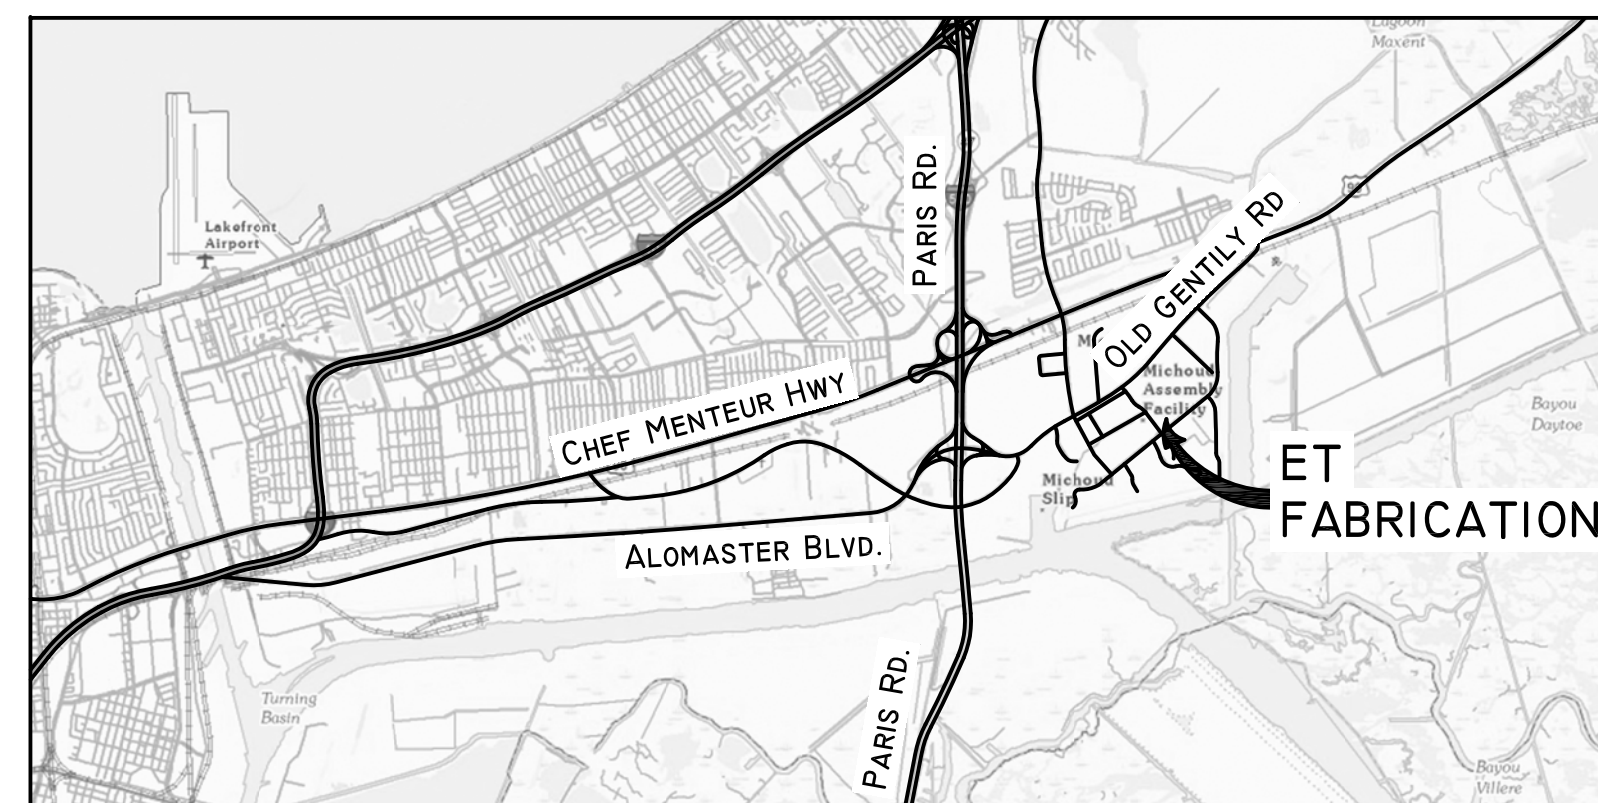 Lagoon
Maxent
PARIS RD.
90
OLD GENTILY RD
Lakefront
Airport
Michoud
Assembly
Facility
CHEF MENTEUR HWY
Bayou
Daytoe
ET
FABRICATION
Michoud
Slip
ALOMASTER BLVD.
PARIS RD.
Turning
Basin
Bayou
Villere